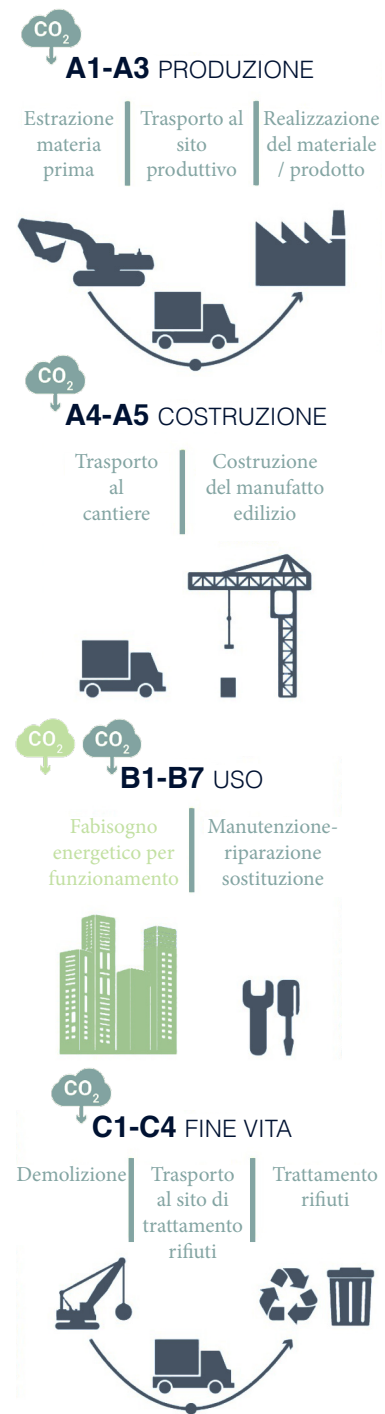 CO2
A1-A3 PRODUZIONE
Estrazione
materia
prima
Trasporto al
sito
produttivo
Realizzazione
del materiale
/ prodotto
CO2
A4-A5 COSTRUZIONE
Trasporto
al
cantiere
Costruzione
del manufatto
edilizio
CO2
CO2
B1-B7 USO
Fabisogno
energetico per
funzionamento
Manutenzione-
riparazione
sostituzione
CO2
C1-C4 FINE VITA
Demolizione
Trasporto
al sito di
trattamento
rifiuti
Trattamento
rifiuti